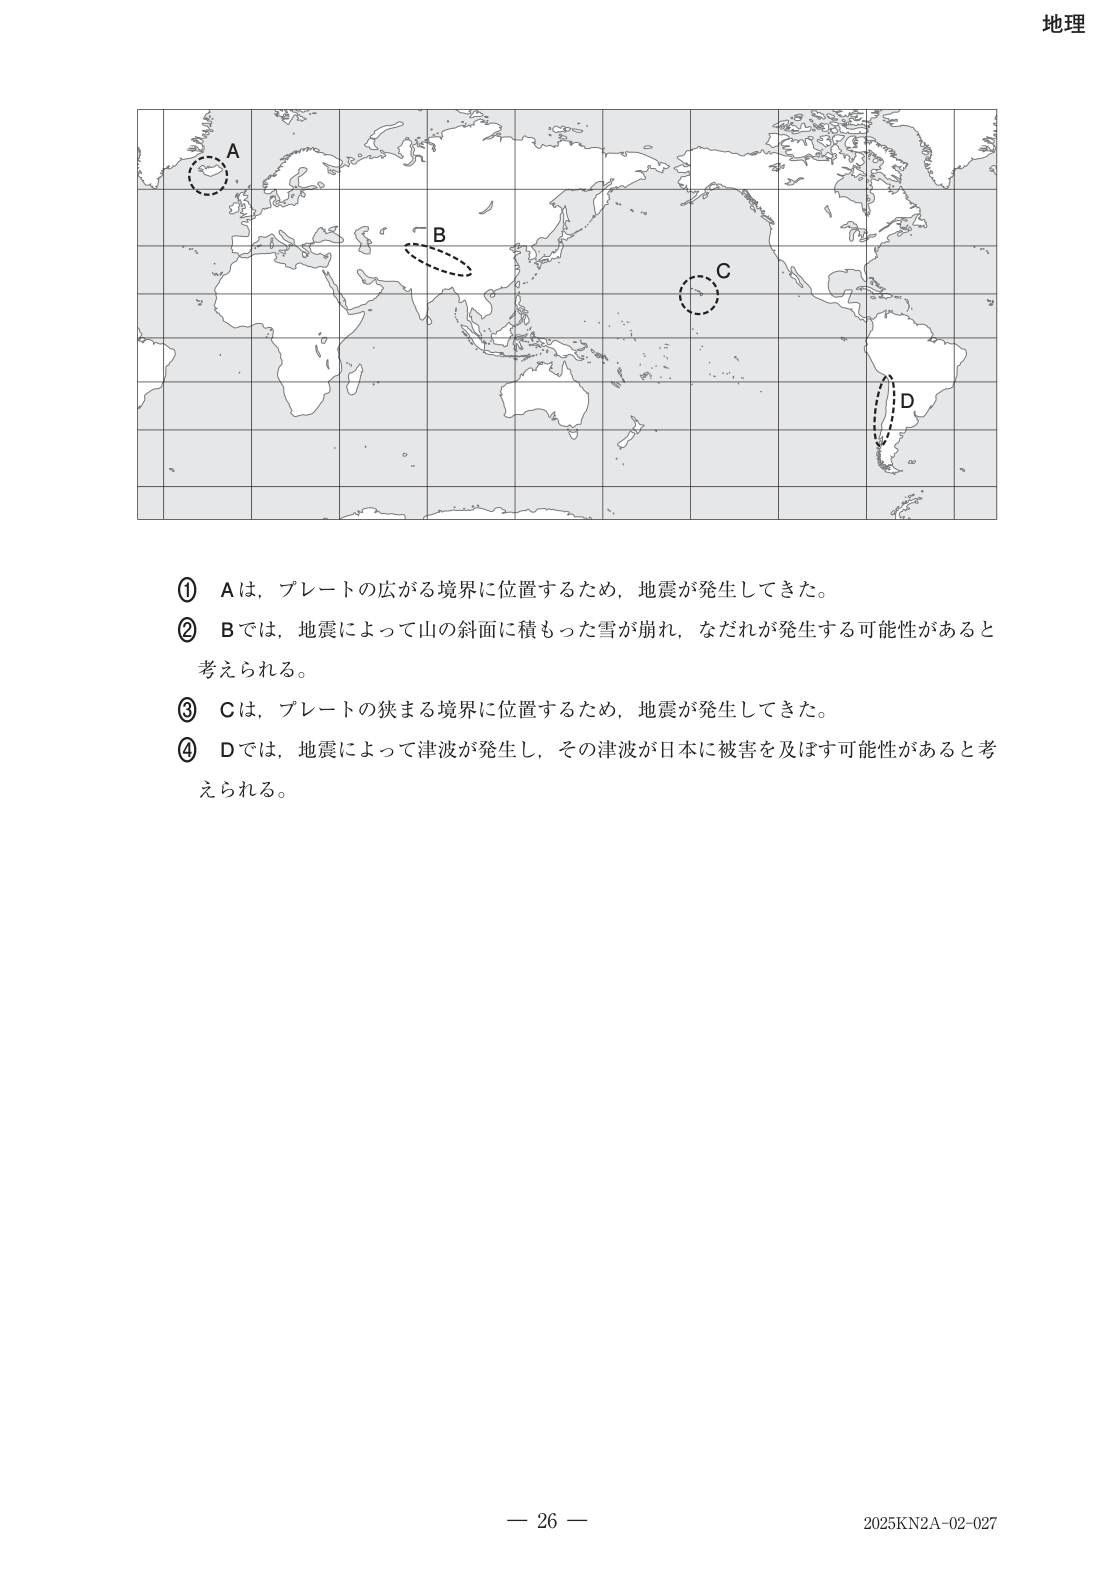 地理
A
B
C
D
① Aは，プレートの広がる境界に位置するため，地震が発生してきた。
② Bでは，地震によって山の斜面に積もった雪が崩れ，なだれが発生する可能性があると
考えられる。
③ Cは，プレートの狭まる境界に位置するため，地震が発生してきた。
④ Dでは，地震によって津波が発生し，その津波が日本に被害を及ぼす可能性があると考
えられる。
― 26 ―
2025KN2A-02-027